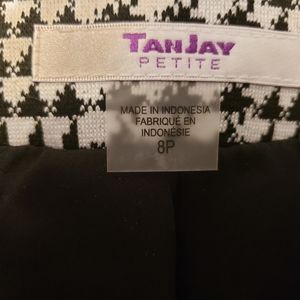 TANJAY
PETITE
MADE IN INDONESIA
FABRIQUÉ EN
INDONÉSIE
8P